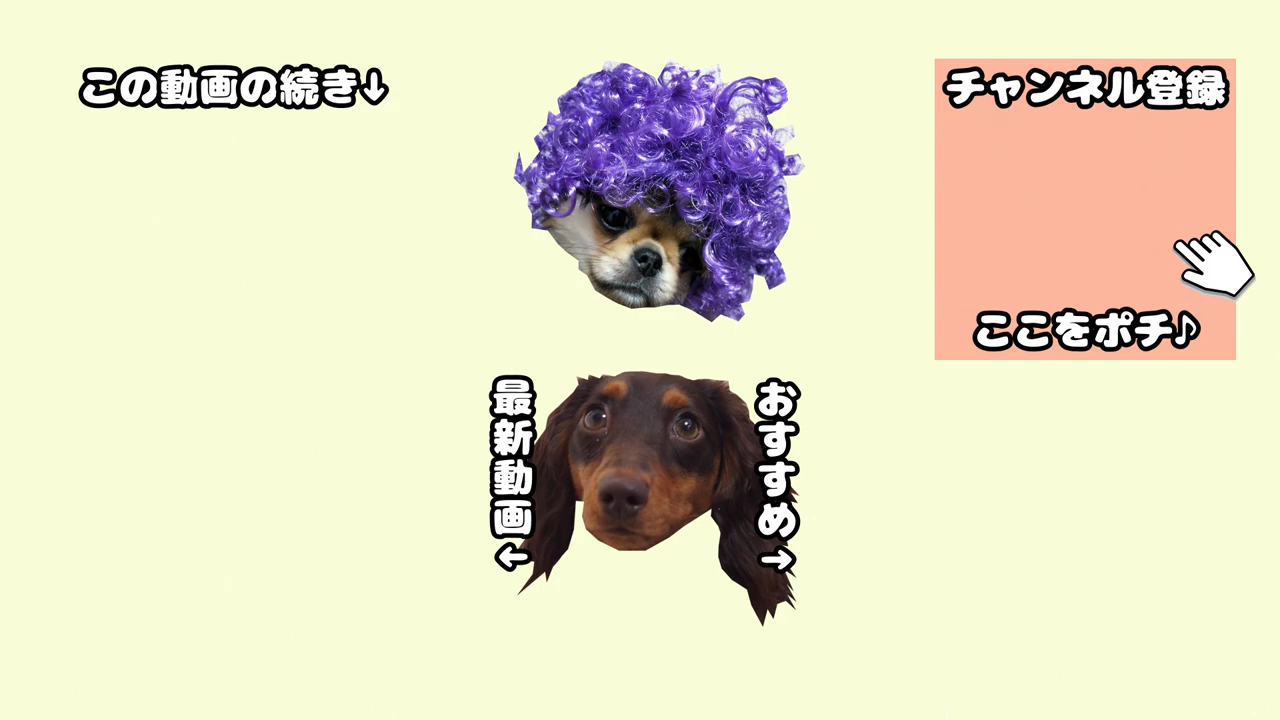 この動画の続き↓
チャンネル登録
ここをポチ♪
最新動画←
おすすめ→